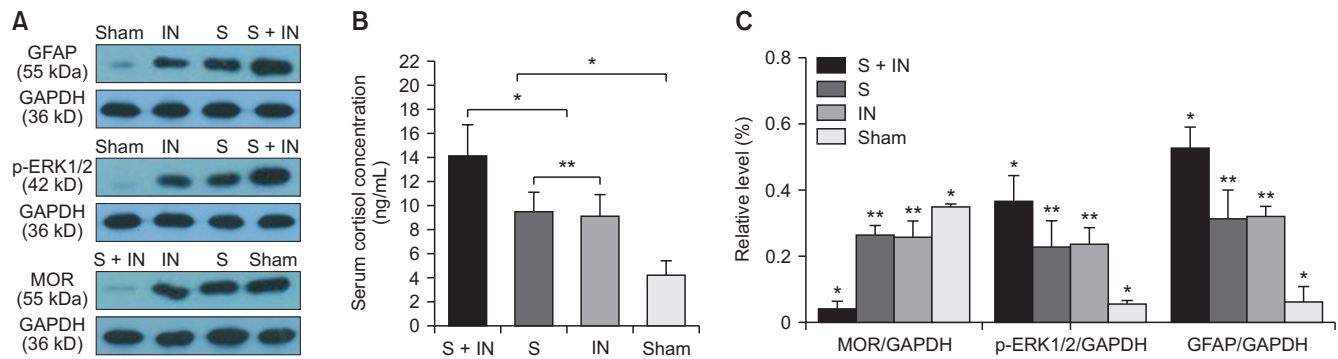 A
Sham IN S S + IN
GFAP
(55 kDa)
GAPDH
(36 kD)
Sham IN S S + IN
p-ERK1/2
(42 kD)
GAPDH
(36 kD)
S + IN IN S Sham
MOR
(55 kDa)
GAPDH
(36 kD)
B
Serum cortisol concentration
(ng/mL)
22
20
18
16
14
12
10
8
6
4
2
0
*
*
**
S + IN S IN Sham
C
Relative level (%)
0.8
0.6
0.4
0.2
0
S + IN
S
IN
Sham
* ** ** *
* ** ** *
* ** ** *
MOR/GAPDH p-ERK1/2/GAPDH GFAP/GAPDH